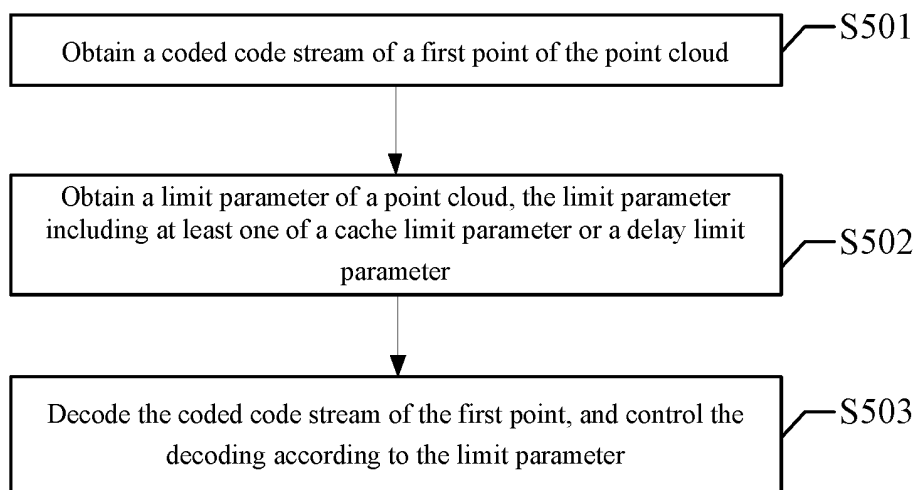 Obtain a coded code stream of a first point of the point cloud
S501
Obtain a limit parameter of a point cloud, the limit parameter
including at least one of a cache limit parameter or a delay limit
parameter
S502
Decode the coded code stream of the first point, and control the
decoding according to the limit parameter
S503